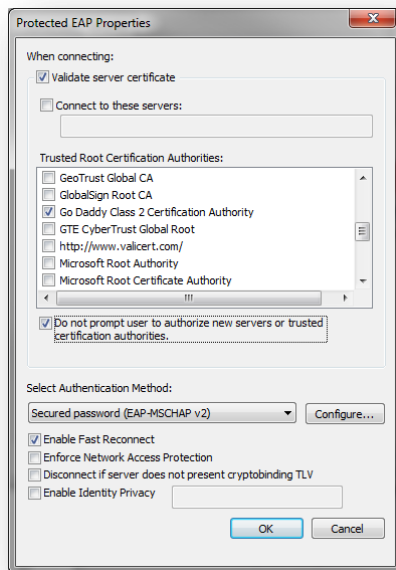 Protected EAP Properties
When connecting:
Validate server certificate
Connect to these servers:
Trusted Root Certification Authorities:
GeoTrust Global CA
GlobalSign Root CA
Go Daddy Class 2 Certification Authority
GTE CyberTrust Global Root
http://www.valicert.com/
Microsoft Root Authority
Microsoft Root Certificate Authority
Do not prompt user to authorize new servers or trusted
certification authorities.
Select Authentication Method:
Secured password (EAP-MSCHAP v2)
Configure...
Enable Fast Reconnect
Enforce Network Access Protection
Disconnect if server does not present cryptobinding TLV
Enable Identity Privacy
OK
Cancel